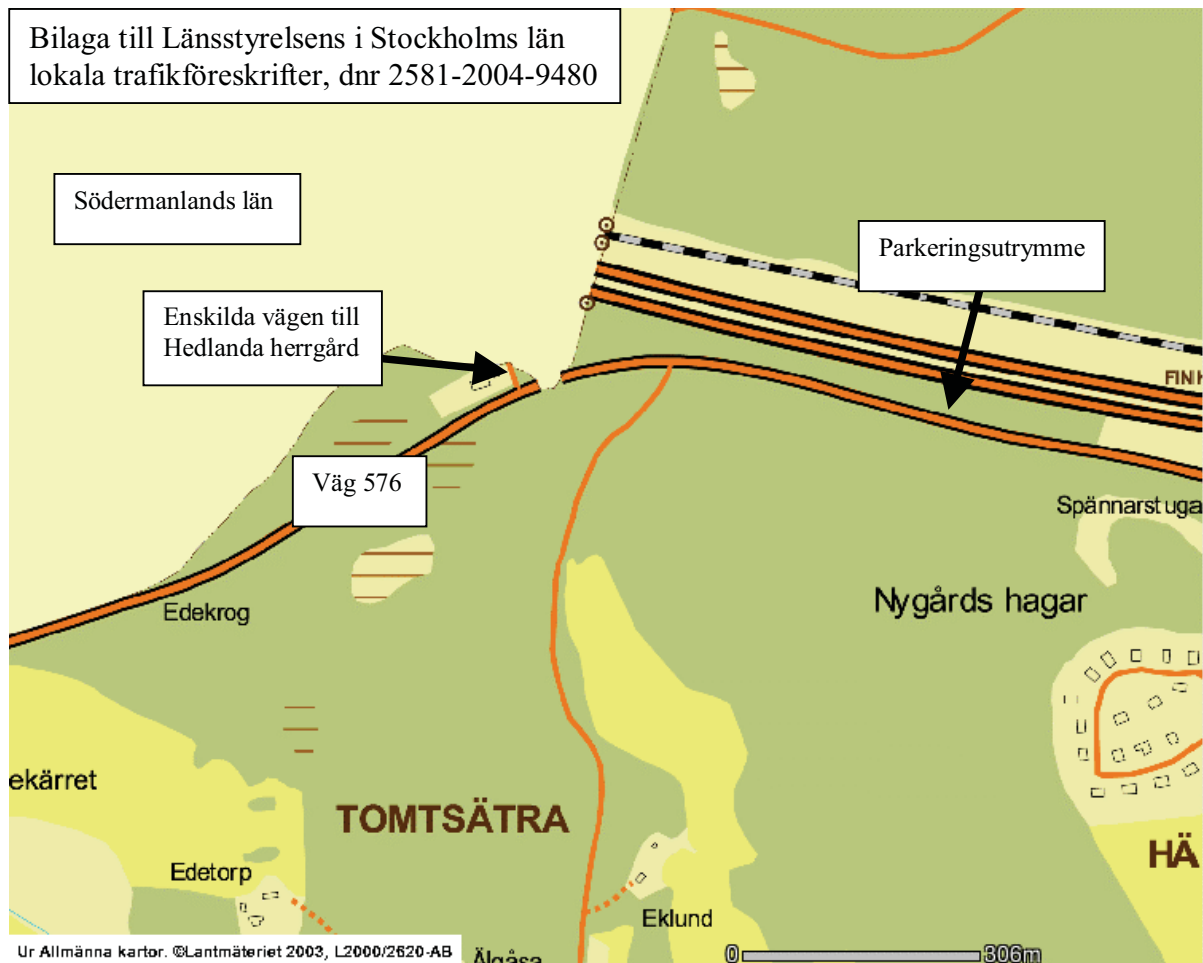 Bilaga till Länsstyrelsens i Stockholms län
lokala trafikföreskrifter, dnr 2581-2004-9480
Södermanlands län
Parkeringsutrymme
Enskilda vägen till
Hedlanda herrgård
FINH
Väg 576
Spännarstuga
Edekrog
Nygårds hagar
ekärret
TOMTSÄTRA
HÄ
Edetorp
Eklund
Ur Allmänna kartor. ©Lantmäteriet 2003, L2000/2620-AB
Älgåsa
0 306m